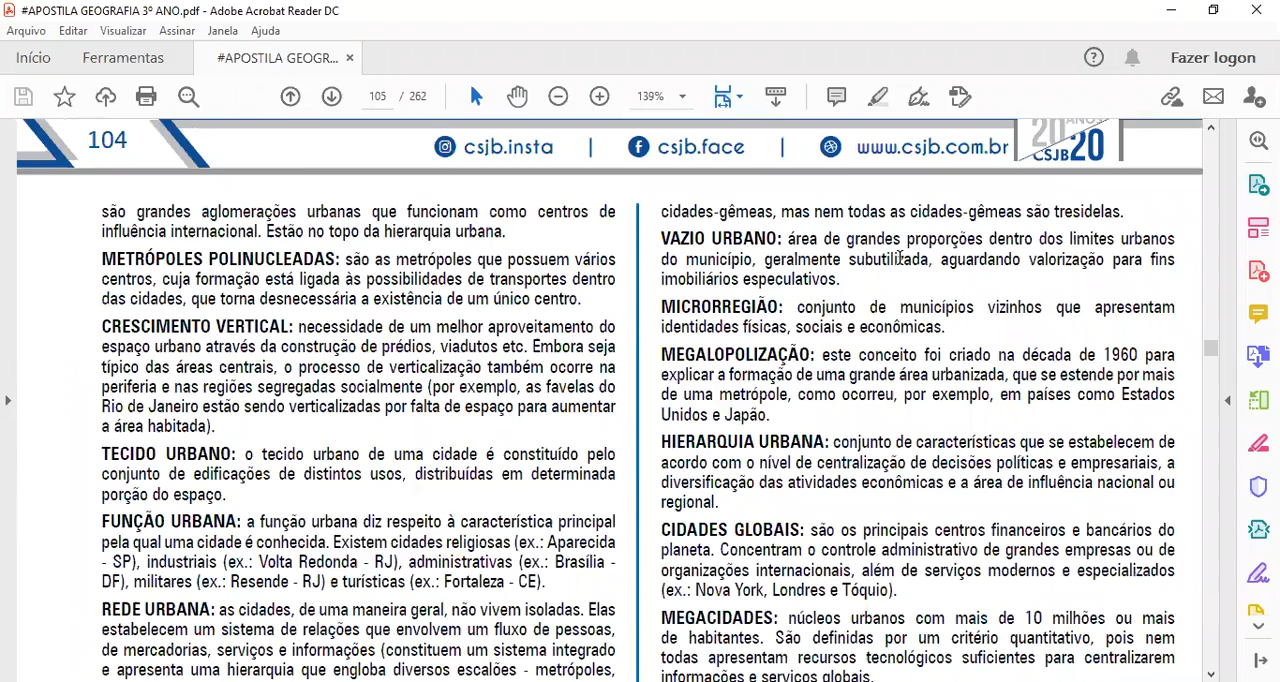 #APOSTILA GEOGRAFIA 3º ANO.pdf - Adobe Acrobat Reader DC
Arquivo Editar Visualizar Assinar Janela Ajuda
Início Ferramentas #APOSTILA GEOGR... × Fazer logon
105 / 262 139%
104 csjb.insta | csjb.face | www.csjb.com.br 20 ANOS CSJB20
são grandes aglomerações urbanas que funcionam como centros de
influência internacional. Estão no topo da hierarquia urbana.
METRÓPOLES POLINUCLEADAS: são as metrópoles que possuem vários
centros, cuja formação está ligada às possibilidades de transportes dentro
das cidades, que torna desnecessária a existência de um único centro.
CRESCIMENTO VERTICAL: necessidade de um melhor aproveitamento do
espaço urbano através da construção de prédios, viadutos etc. Embora seja
típico das áreas centrais, o processo de verticalização também ocorre na
periferia e nas regiões segregadas socialmente (por exemplo, as favelas do
Rio de Janeiro estão sendo verticalizadas por falta de espaço para aumentar
a área habitada).
TECIDO URBANO: o tecido urbano de uma cidade é constituído pelo
conjunto de edificações de distintos usos, distribuídas em determinada
porção do espaço.
FUNÇÃO URBANA: a função urbana diz respeito à característica principal
pela qual uma cidade é conhecida. Existem cidades religiosas (ex.: Aparecida
- SP), industriais (ex.: Volta Redonda - RJ), administrativas (ex.: Brasília -
DF), militares (ex.: Resende - RJ) e turísticas (ex.: Fortaleza - CE).
REDE URBANA: as cidades, de uma maneira geral, não vivem isoladas. Elas
estabelecem um sistema de relações que envolvem um fluxo de pessoas,
de mercadorias, serviços e informações (constituem um sistema integrado
e apresenta uma hierarquia que engloba diversos escalões - metrópoles,
cidades-gêmeas, mas nem todas as cidades-gêmeas são tresidelas.
VAZIO URBANO: área de grandes proporções dentro dos limites urbanos
do município, geralmente subutilizada, aguardando valorização para fins
imobiliários especulativos.
MICRORREGIÃO: conjunto de municípios vizinhos que apresentam
identidades físicas, sociais e econômicas.
MEGALOPOLIZAÇÃO: este conceito foi criado na década de 1960 para
explicar a formação de uma grande área urbanizada, que se estende por mais
de uma metrópole, como ocorreu, por exemplo, em países como Estados
Unidos e Japão.
HIERARQUIA URBANA: conjunto de características que se estabelecem de
acordo com o nível de centralização de decisões políticas e empresariais, a
diversificação das atividades econômicas e a área de influência nacional ou
regional.
CIDADES GLOBAIS: são os principais centros financeiros e bancários do
planeta. Concentram o controle administrativo de grandes empresas ou de
organizações internacionais, além de serviços modernos e especializados
(ex.: Nova York, Londres e Tóquio).
MEGACIDADES: núcleos urbanos com mais de 10 milhões ou mais
de habitantes. São definidas por um critério quantitativo, pois nem
todas apresentam recursos tecnológicos suficientes para centralizarem
informações e serviços globais.